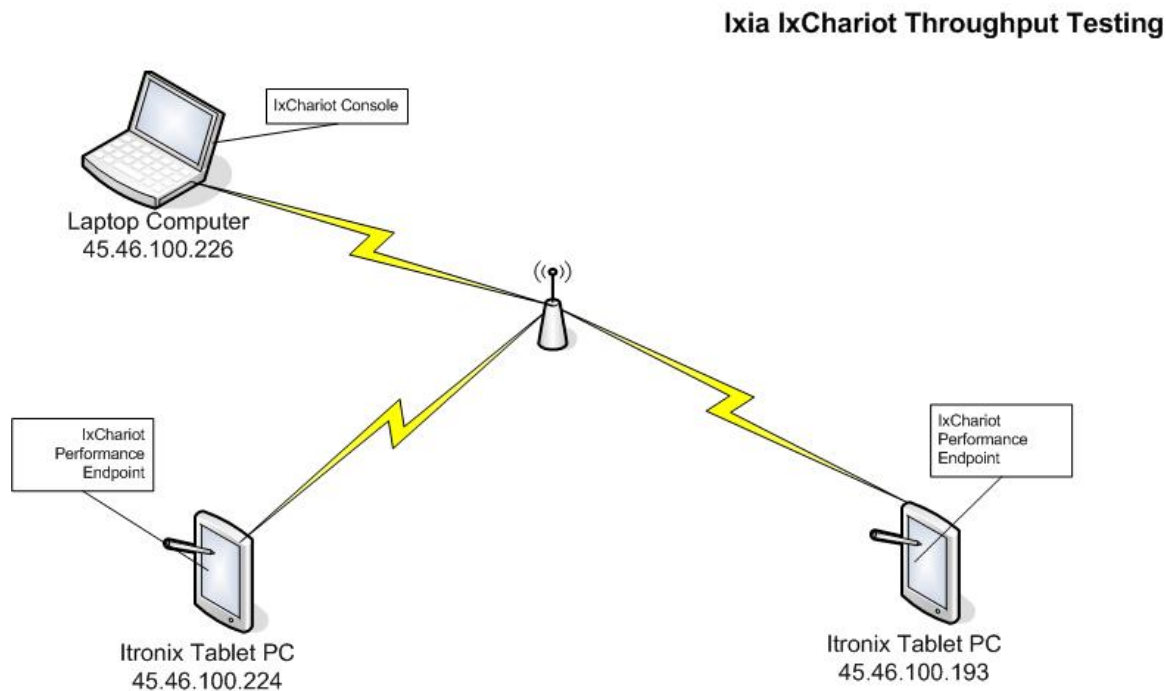 Ixia IxChariot Throughput Testing
IxChariot Console
Laptop Computer
45.46.100.226
IxChariot
Performance
Endpoint
Itronix Tablet PC
45.46.100.224
IxChariot
Performance
Endpoint
Itronix Tablet PC
45.46.100.193